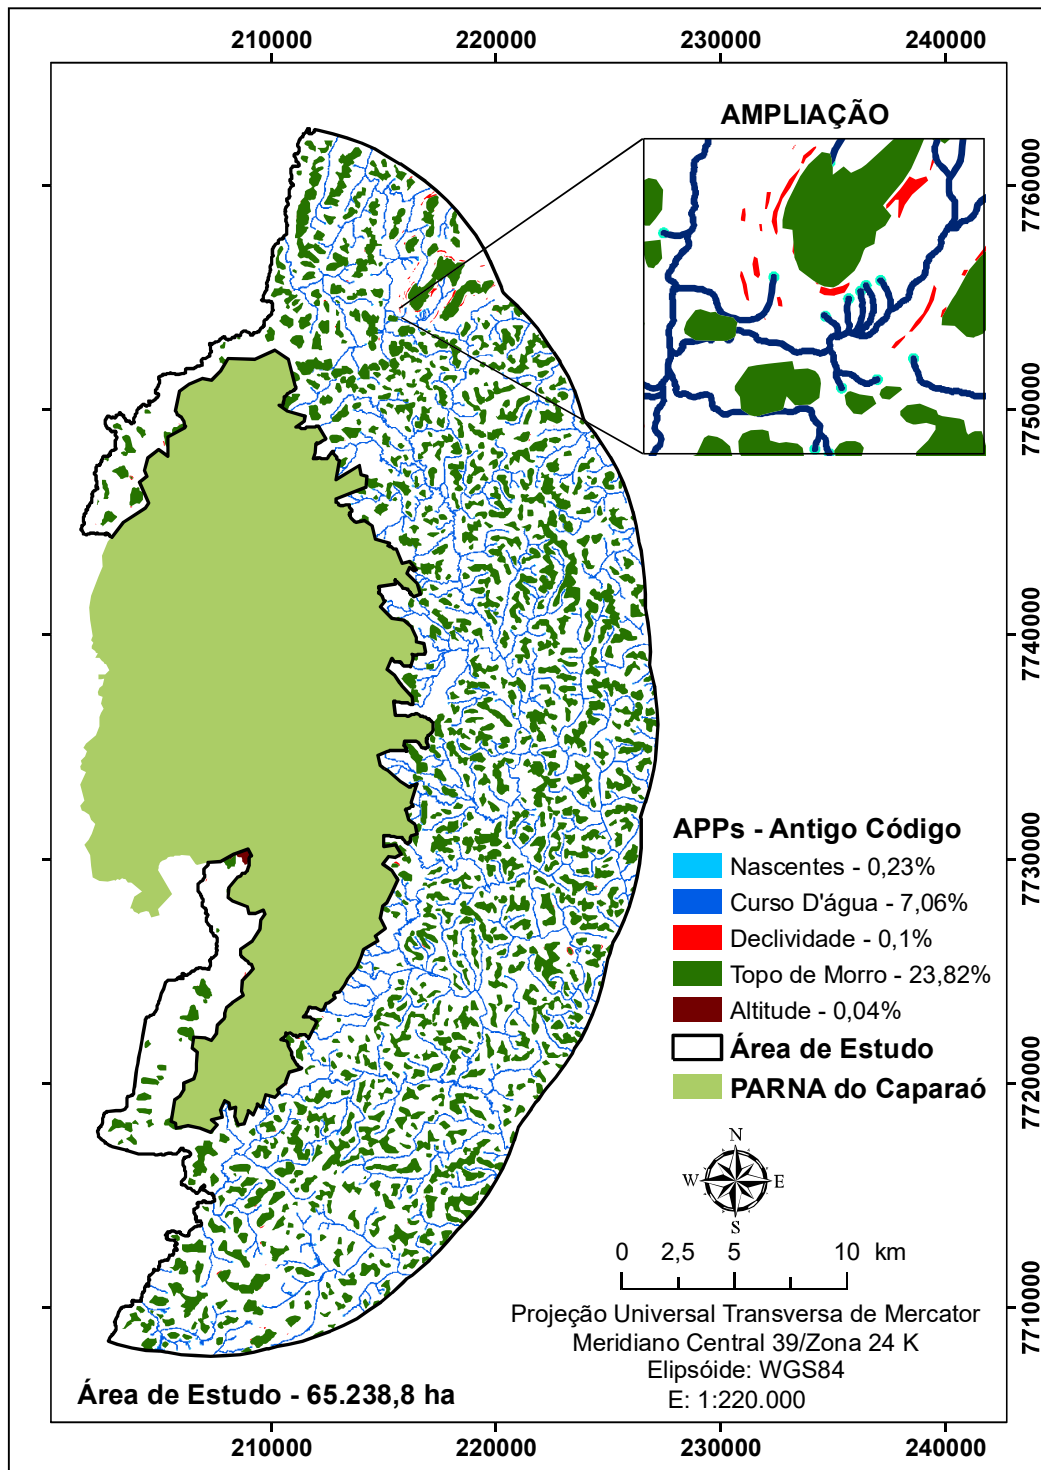 210000 220000 230000 240000
AMPLIAÇÃO
7760000
7750000
7740000
7730000
7720000
7710000
APPs - Antigo Código
Nascentes - 0,23%
Curso D'água - 7,06%
Declividade - 0,1%
Topo de Morro - 23,82%
Altitude - 0,04%
Área de Estudo
PARNA do Caparaó
N
W E
S
0 2,5 5 10 km
Projeção Universal Transversa de Mercator
Meridiano Central 39/Zona 24 K
Elipsóide: WGS84
E: 1:220.000
Área de Estudo - 65.238,8 ha
210000 220000 230000 240000